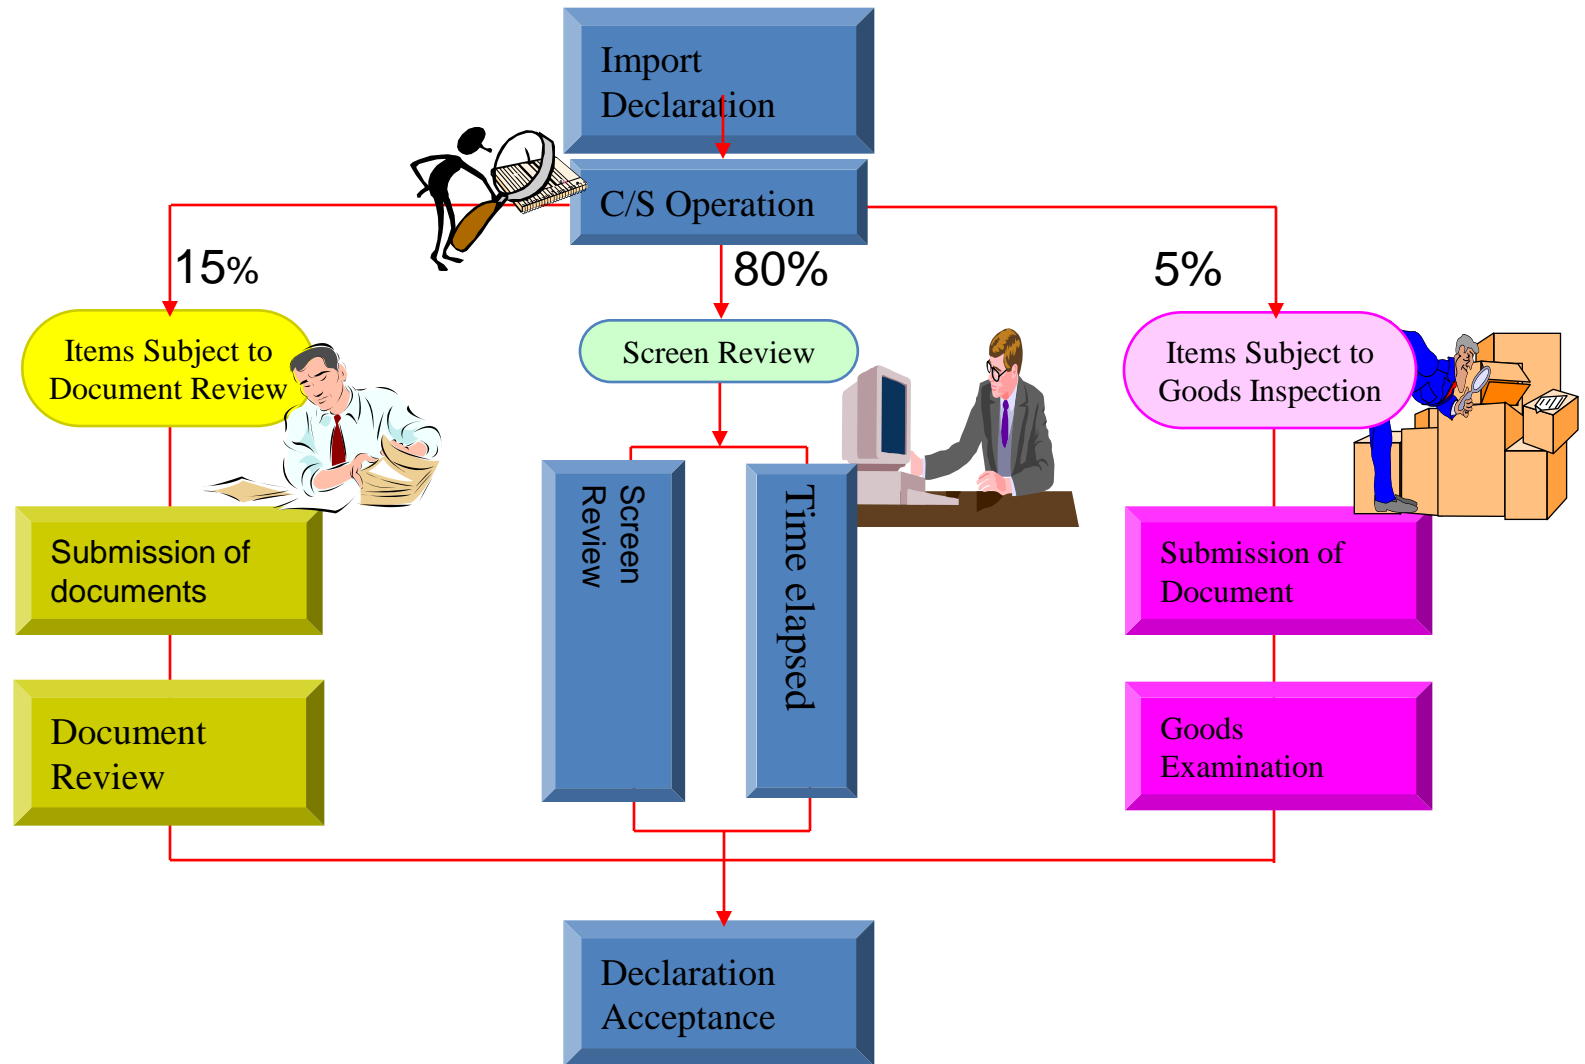 Import
Declaration
C/S Operation
15%
80%
5%
Items Subject to
Document Review
Screen Review
Items Subject to
Goods Inspection
Submission of
documents
Screen
Review
Time elapsed
Submission of
Document
Document
Review
Goods
Examination
Declaration
Acceptance